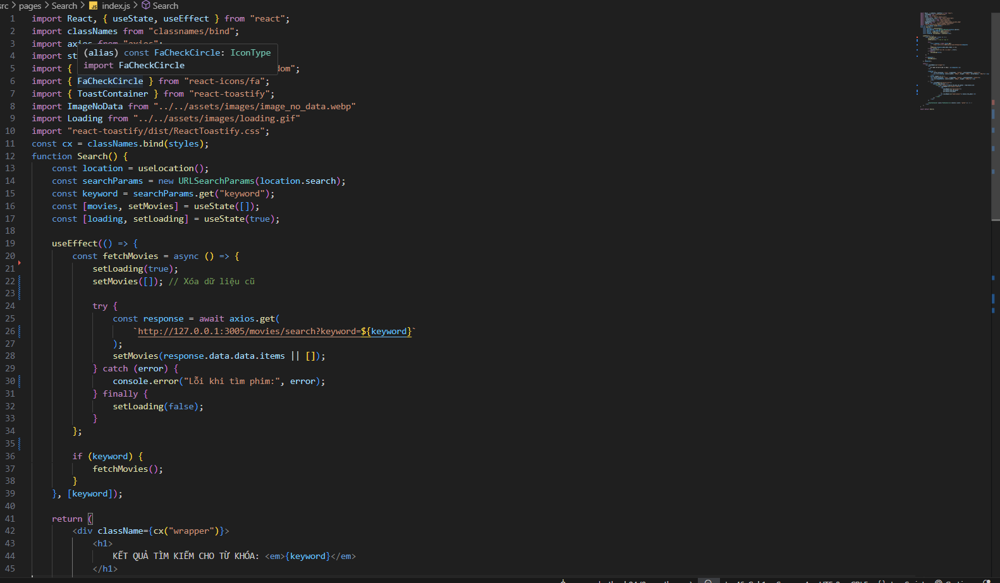 src > pages > Search > JS index.js > Search
1 import React, { useState, useEffect } from "react";
2 import classNames from "classnames/bind";
3 import axios from "axios";
(alias) const FaCheckCircle: IconType
import FaCheckCircle
4 import st
5 import { dom";
6 import { FaCheckCircle } from "react-icons/fa";
7 import { ToastContainer } from "react-toastify";
8 import ImageNoData from "../../assets/images/image_no_data.webp"
9 import Loading from "../../assets/images/loading.gif"
10 import "react-toastify/dist/ReactToastify.css";
11 const cx = classNames.bind(styles);
12 function Search() {
13 const location = useLocation();
14 const searchParams = new URLSearchParams(location.search);
15 const keyword = searchParams.get("keyword");
16 const [movies, setMovies] = useState([]);
17 const [loading, setLoading] = useState(true);
18
19 useEffect(() => {
20 const fetchMovies = async () => {
21 setLoading(true);
22 setMovies([]); // Xóa dữ liệu cũ
23
24 try {
25 const response = await axios.get(
26 `http://127.0.0.1:3005/movies/search?keyword=${keyword}`
27 );
28 setMovies(response.data.data.items || []);
29 } catch (error) {
30 console.error("Lỗi khi tìm phim:", error);
31 } finally {
32 setLoading(false);
33 }
34 };
35
36 if (keyword) {
37 fetchMovies();
38 }
39 }, [keyword]);
40
41 return (
42 <div className={cx("wrapper")}>
43 <h1>
44 KẾT QUẢ TÌM KIẾM CHO TỪ KHÓA: <em>{keyword}</em>
45 </h1>